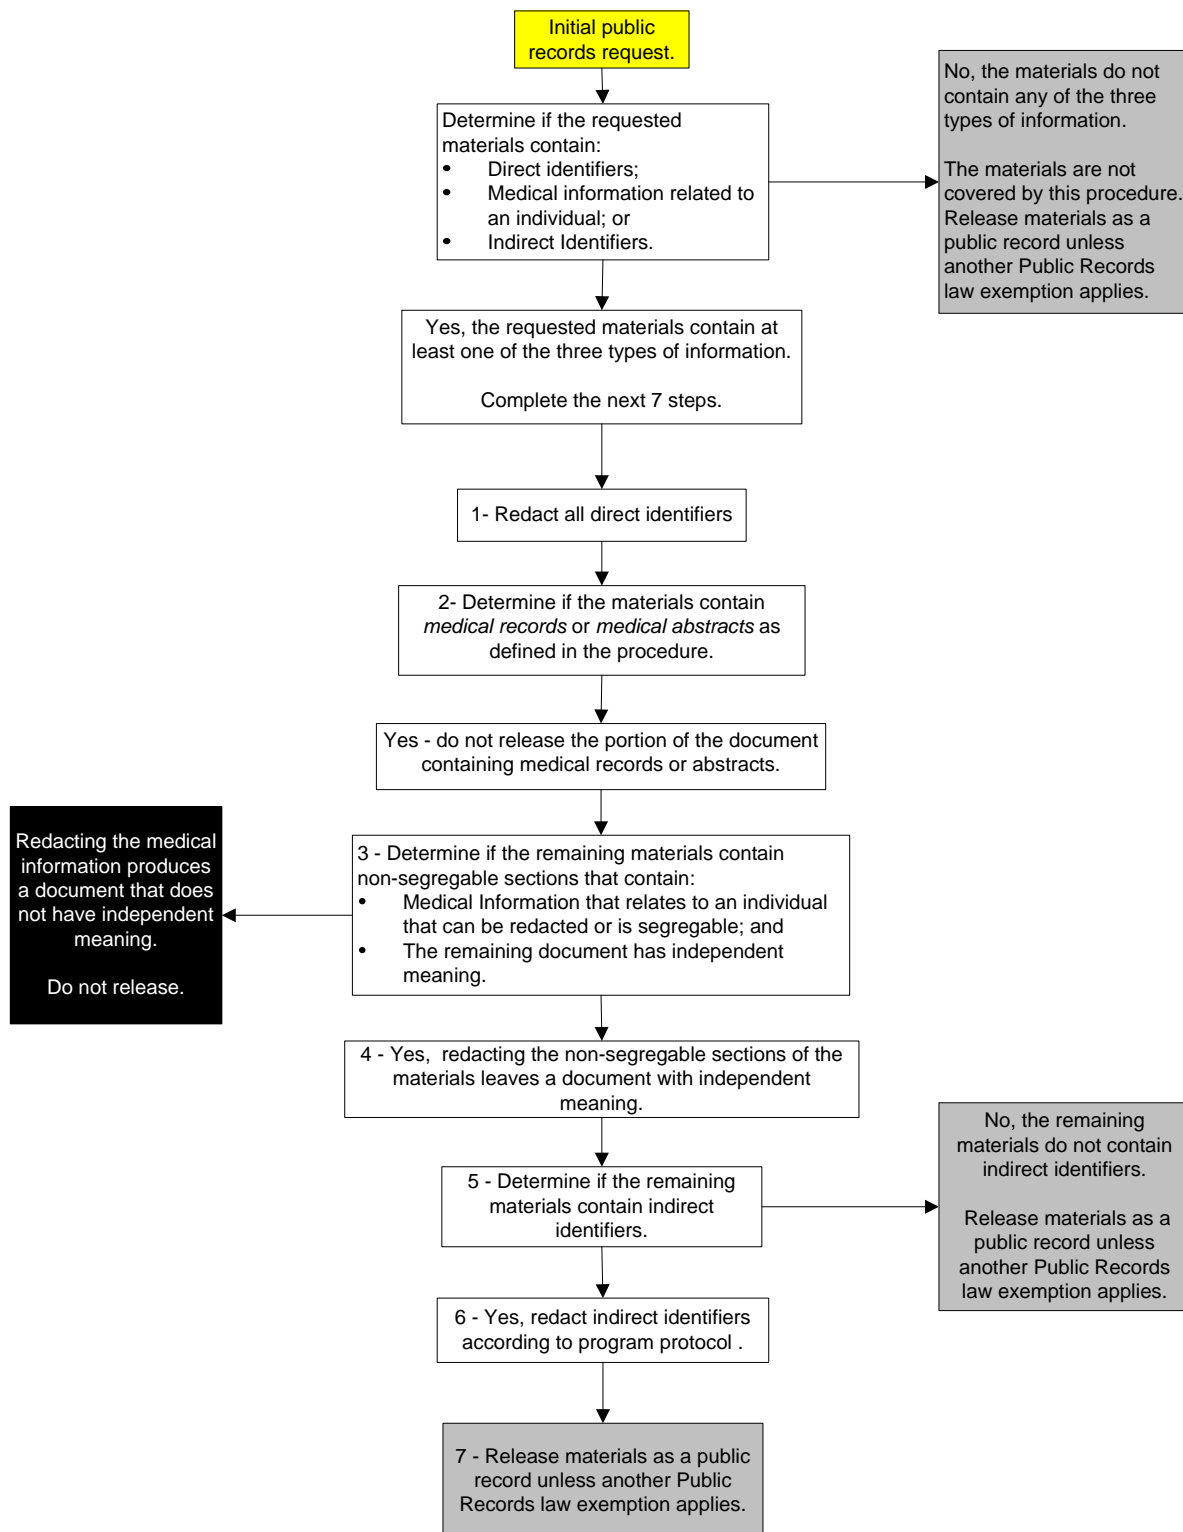 Initial public
records request.
No, the materials do not
contain any of the three
types of information.
The materials are not
covered by this procedure.
Release materials as a
public record unless
another Public Records
law exemption applies.
Determine if the requested
materials contain:
• Direct identifiers;
• Medical information related to
an individual; or
• Indirect Identifiers.
Yes, the requested materials contain at
least one of the three types of information.
Complete the next 7 steps.
1- Redact all direct identifiers
2- Determine if the materials contain
medical records or medical abstracts as
defined in the procedure.
Yes - do not release the portion of the document
containing medical records or abstracts.
Redacting the medical
information produces
a document that does
not have independent
meaning.
Do not release.
3 - Determine if the remaining materials contain
non-segregable sections that contain:
• Medical Information that relates to an individual
that can be redacted or is segregable; and
• The remaining document has independent
meaning.
4 - Yes, redacting the non-segregable sections of the
materials leaves a document with independent
meaning.
5 - Determine if the remaining
materials contain indirect
identifiers.
No, the remaining
materials do not contain
indirect identifiers.
Release materials as a
public record unless
another Public Records
law exemption applies.
6 - Yes, redact indirect identifiers
according to program protocol .
7 - Release materials as a public
record unless another Public
Records law exemption applies.